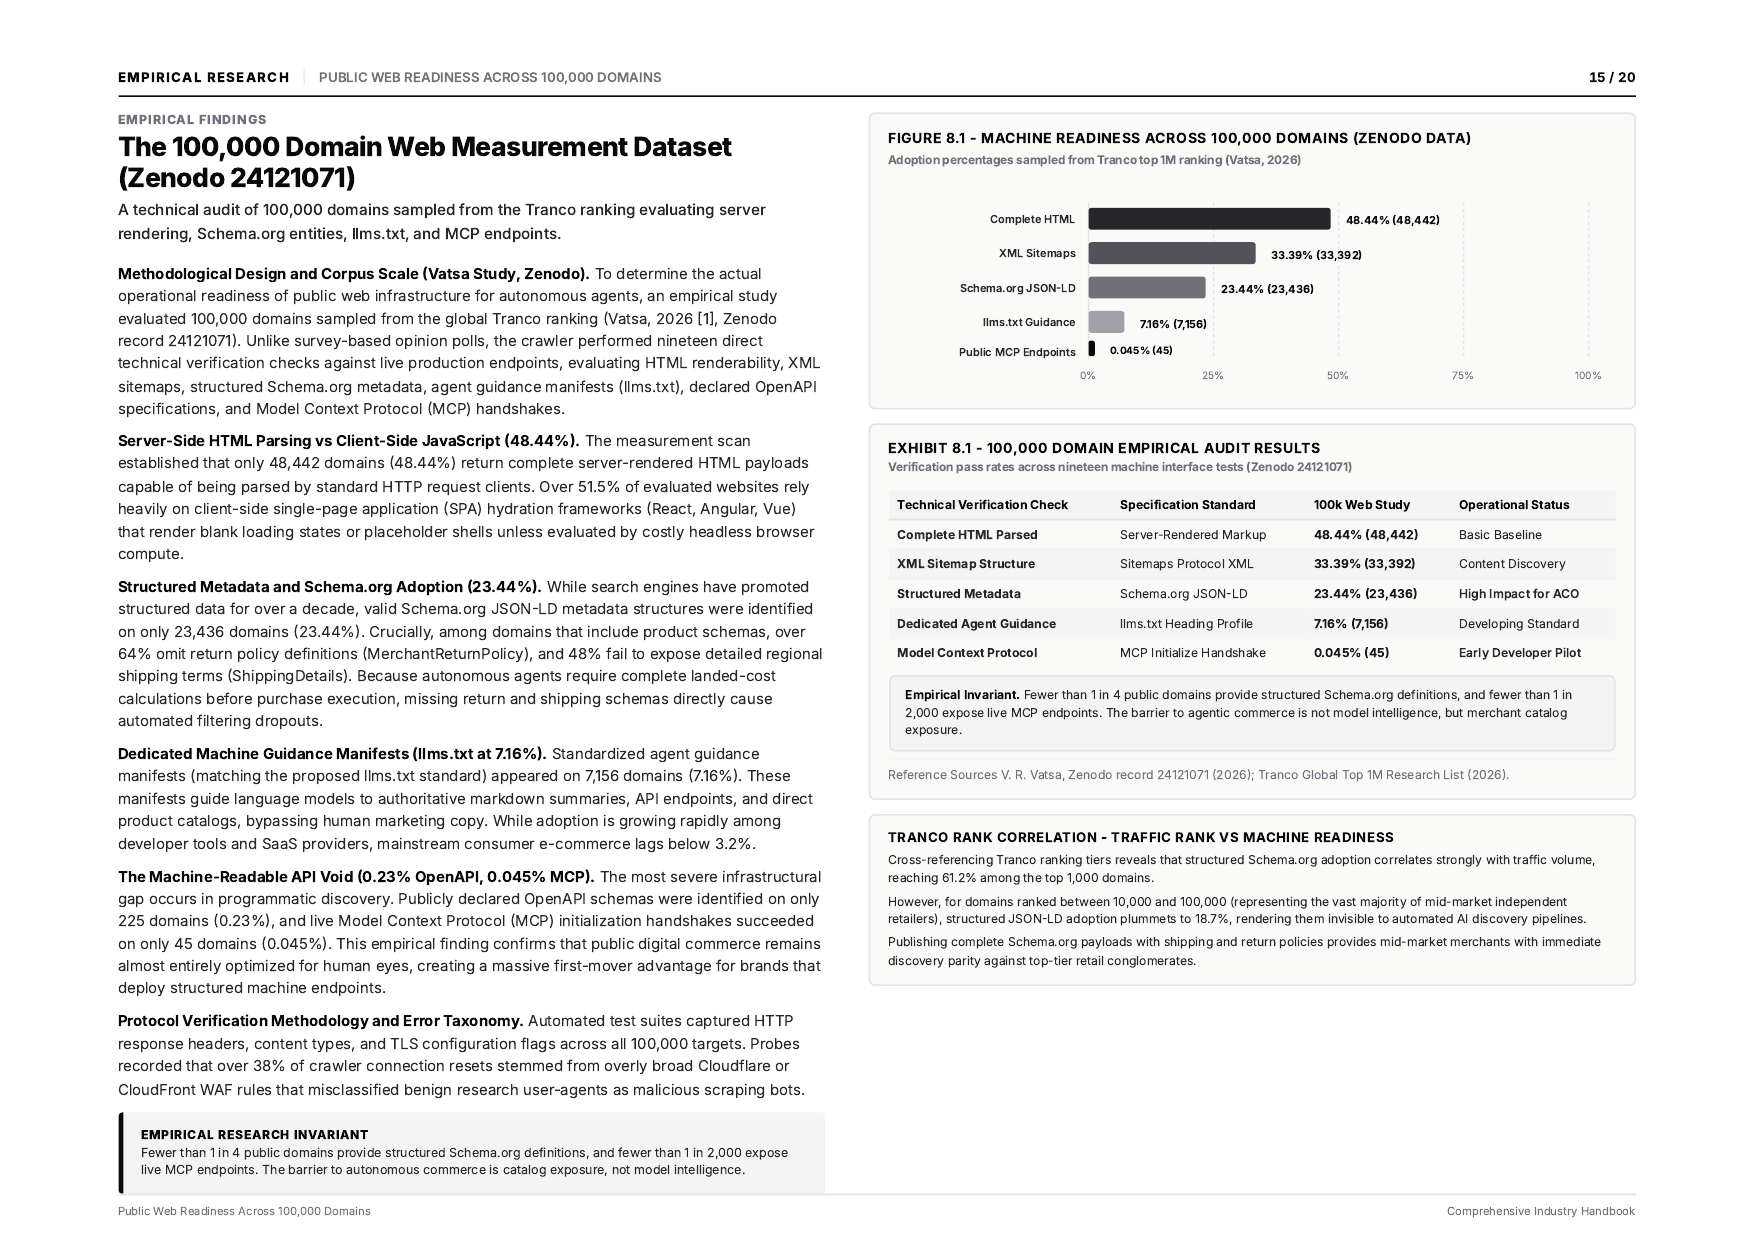 EMPIRICAL RESEARCH
PUBLIC WEB READINESS ACROSS 100,000 DOMAINS
15 / 20
EMPIRICAL FINDINGS
The 100,000 Domain Web Measurement Dataset
(Zenodo 24121071)
A technical audit of 100,000 domains sampled from the Tranco ranking evaluating server
rendering, Schema.org entities, llms.txt, and MCP endpoints.
Methodological Design and Corpus Scale (Vatsa Study, Zenodo). To determine the actual
operational readiness of public web infrastructure for autonomous agents, an empirical study
evaluated 100,000 domains sampled from the global Tranco ranking (Vatsa, 2026 [1], Zenodo
record 24121071). Unlike survey-based opinion polls, the crawler performed nineteen direct
technical verification checks against live production endpoints, evaluating HTML renderability, XML
sitemaps, structured Schema.org metadata, agent guidance manifests (llms.txt), declared OpenAPI
specifications, and Model Context Protocol (MCP) handshakes.
Server-Side HTML Parsing vs Client-Side JavaScript (48.44%). The measurement scan
established that only 48,442 domains (48.44%) return complete server-rendered HTML payloads
capable of being parsed by standard HTTP request clients. Over 51.5% of evaluated websites rely
heavily on client-side single-page application (SPA) hydration frameworks (React, Angular, Vue)
that render blank loading states or placeholder shells unless evaluated by costly headless browser
compute.
Structured Metadata and Schema.org Adoption (23.44%). While search engines have promoted
structured data for over a decade, valid Schema.org JSON-LD metadata structures were identified
on only 23,436 domains (23.44%). Crucially, among domains that include product schemas, over
64% omit return policy definitions (MerchantReturnPolicy), and 48% fail to expose detailed regional
shipping terms (ShippingDetails). Because autonomous agents require complete landed-cost
calculations before purchase execution, missing return and shipping schemas directly cause
automated filtering dropouts.
Dedicated Machine Guidance Manifests (llms.txt at 7.16%). Standardized agent guidance
manifests (matching the proposed llms.txt standard) appeared on 7,156 domains (7.16%). These
manifests guide language models to authoritative markdown summaries, API endpoints, and direct
product catalogs, bypassing human marketing copy. While adoption is growing rapidly among
developer tools and SaaS providers, mainstream consumer e-commerce lags below 3.2%.
The Machine-Readable API Void (0.23% OpenAPI, 0.045% MCP). The most severe infrastructural
gap occurs in programmatic discovery. Publicly declared OpenAPI schemas were identified on only
225 domains (0.23%), and live Model Context Protocol (MCP) initialization handshakes succeeded
on only 45 domains (0.045%). This empirical finding confirms that public digital commerce remains
almost entirely optimized for human eyes, creating a massive first-mover advantage for brands that
deploy structured machine endpoints.
Protocol Verification Methodology and Error Taxonomy. Automated test suites captured HTTP
response headers, content types, and TLS configuration flags across all 100,000 targets. Probes
recorded that over 38% of crawler connection resets stemmed from overly broad Cloudflare or
CloudFront WAF rules that misclassified benign research user-agents as malicious scraping bots.
EMPIRICAL RESEARCH INVARIANT
Fewer than 1 in 4 public domains provide structured Schema.org definitions, and fewer than 1 in 2,000 expose
live MCP endpoints. The barrier to autonomous commerce is catalog exposure, not model intelligence.
FIGURE 8.1 - MACHINE READINESS ACROSS 100,000 DOMAINS (ZENODO DATA)
Adoption percentages sampled from Tranco top 1M ranking (Vatsa, 2026)
Complete HTML 48.44% (48,442)
XML Sitemaps 33.39% (33,392)
Schema.org JSON-LD 23.44% (23,436)
llms.txt Guidance 7.16% (7,156)
Public MCP Endpoints 0.045% (45)
0% 25% 50% 75% 100%
EXHIBIT 8.1 - 100,000 DOMAIN EMPIRICAL AUDIT RESULTS
Verification pass rates across nineteen machine interface tests (Zenodo 24121071)
Technical Verification Check Specification Standard 100k Web Study Operational Status
Complete HTML Parsed Server-Rendered Markup 48.44% (48,442) Basic Baseline
XML Sitemap Structure Sitemaps Protocol XML 33.39% (33,392) Content Discovery
Structured Metadata Schema.org JSON-LD 23.44% (23,436) High Impact for ACO
Dedicated Agent Guidance llms.txt Heading Profile 7.16% (7,156) Developing Standard
Model Context Protocol MCP Initialize Handshake 0.045% (45) Early Developer Pilot
Empirical Invariant. Fewer than 1 in 4 public domains provide structured Schema.org definitions, and fewer than 1 in
2,000 expose live MCP endpoints. The barrier to agentic commerce is not model intelligence, but merchant catalog
exposure.
Reference Sources V. R. Vatsa, Zenodo record 24121071 (2026); Tranco Global Top 1M Research List (2026).
TRANCO RANK CORRELATION - TRAFFIC RANK VS MACHINE READINESS
Cross-referencing Tranco ranking tiers reveals that structured Schema.org adoption correlates strongly with traffic volume,
reaching 61.2% among the top 1,000 domains.
However, for domains ranked between 10,000 and 100,000 (representing the vast majority of mid-market independent
retailers), structured JSON-LD adoption plummets to 18.7%, rendering them invisible to automated AI discovery pipelines.
Publishing complete Schema.org payloads with shipping and return policies provides mid-market merchants with immediate
discovery parity against top-tier retail conglomerates.
Public Web Readiness Across 100,000 Domains
Comprehensive Industry Handbook